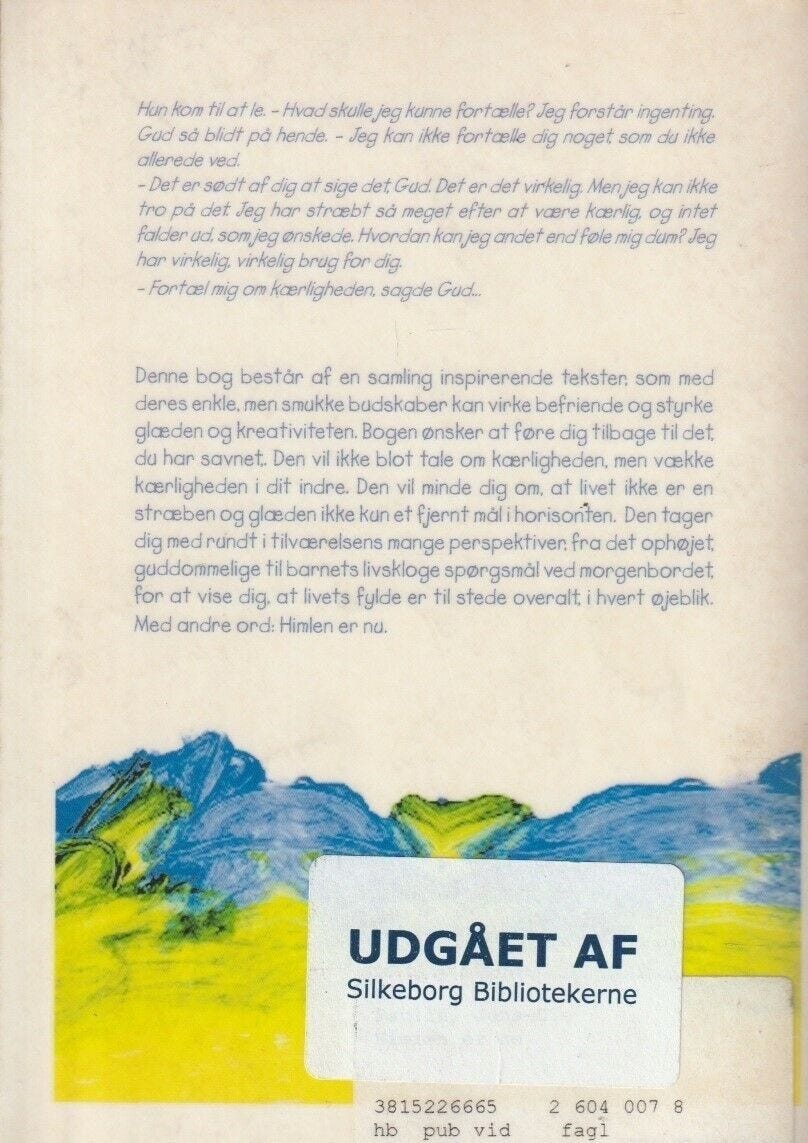 Hun kom til at le. – Hvad skulle jeg kunne fortælle? Jeg forstår ingenting.
Gud så blidt på hende. – Jeg kan ikke fortælle dig noget, som du ikke
allerede ved.
– Det er sødt af dig at sige det, Gud. Det er det virkelig. Men jeg kan ikke
tro på det. Jeg har stræbt så meget efter at være kærlig, og intet
falder ud, som jeg ønskede. Hvordan kan jeg andet end føle mig dum? Jeg
har virkelig, virkelig brug for dig.
– Fortæl mig om kærligheden, sagde Gud...
Denne bog består af en samling inspirerende tekster, som med
deres enkle, men smukke budskaber kan virke befriende og styrke
glæden og kreativiteten. Bogen ønsker at føre dig tilbage til det,
du har savnet,. Den vil ikke blot tale om kærligheden, men vække
kærligheden i dit indre. Den vil minde dig om, at livet ikke er en
stræben og glæden ikke kun et fjernt mål i horisonten. Den tager
dig med rundt i tilværelsens mange perspektiver, fra det ophøjet,
guddommelige til barnets livskloge spørgsmål ved morgenbordet,
for at vise dig, at livets fylde er til stede overalt, i hvert øjeblik.
Med andre ord: Himlen er nu.
UDGÅET AF
Silkeborg Bibliotekerne
3815226665 2 604 007 8
hb pub vid fagl